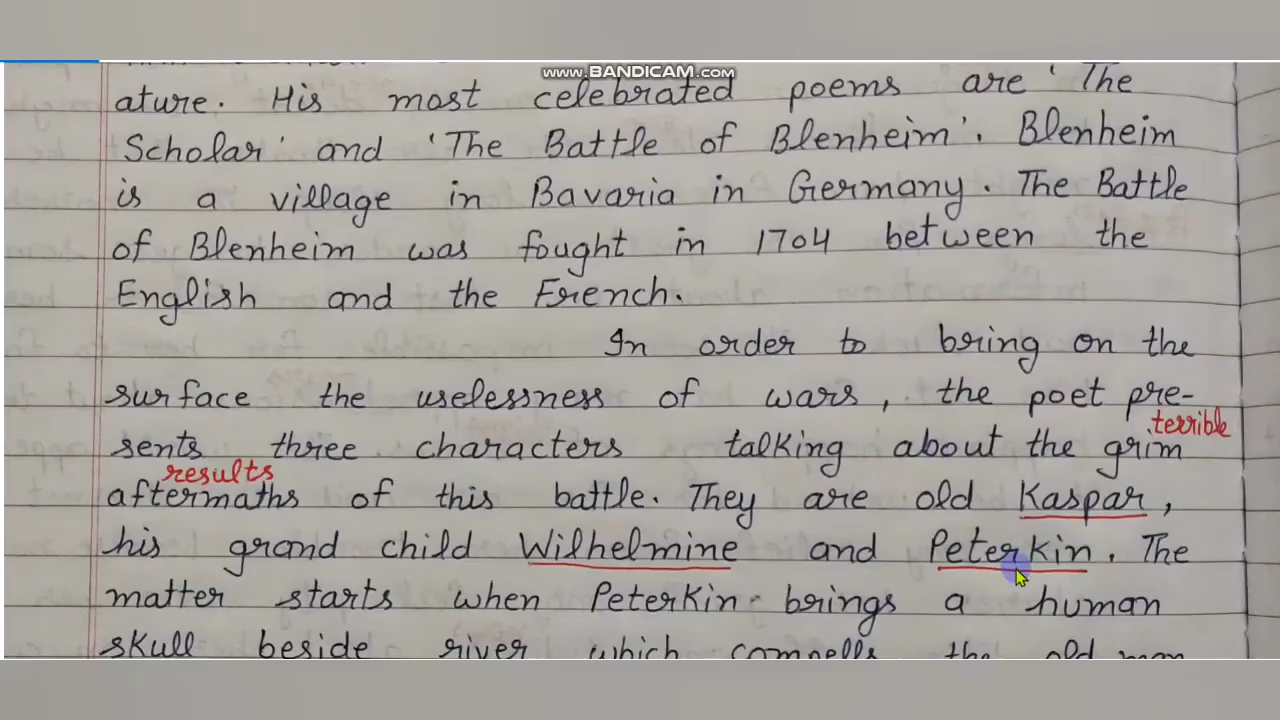 www.BANDICAM.com
ature. His most celebrated poems are 'The
Scholar' and 'The Battle of Blenheim'. Blenheim
is a village in Bavaria in Germany. The Battle
of Blenheim was fought in 1704 between the
English and the French.
In order to bring on the
surface the uselessness of wars, the poet pre-
terrible
sents three characters talking about the grim
results
aftermaths of this battle. They are old Kaspar,
his grand child Wilhelmine and Peterkin. The
matter starts when Peterkin brings a human
skull beside river which compells the old man